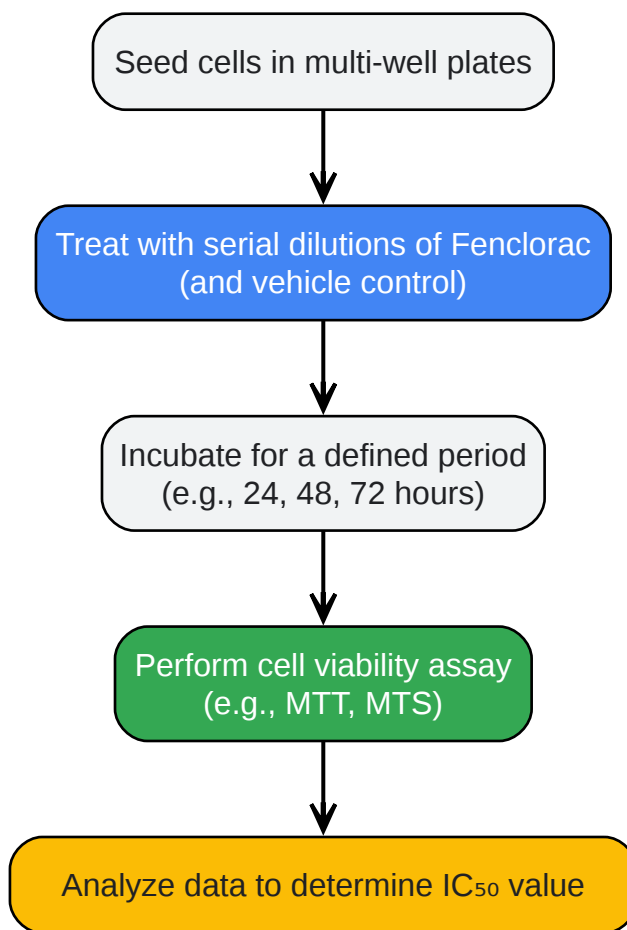 Seed cells in multi-well plates
Treat with serial dilutions of Fenclorac
(and vehicle control)
Incubate for a defined period
(e.g., 24, 48, 72 hours)
Perform cell viability assay
(e.g., MTT, MTS)
Analyze data to determine IC₅₀ value